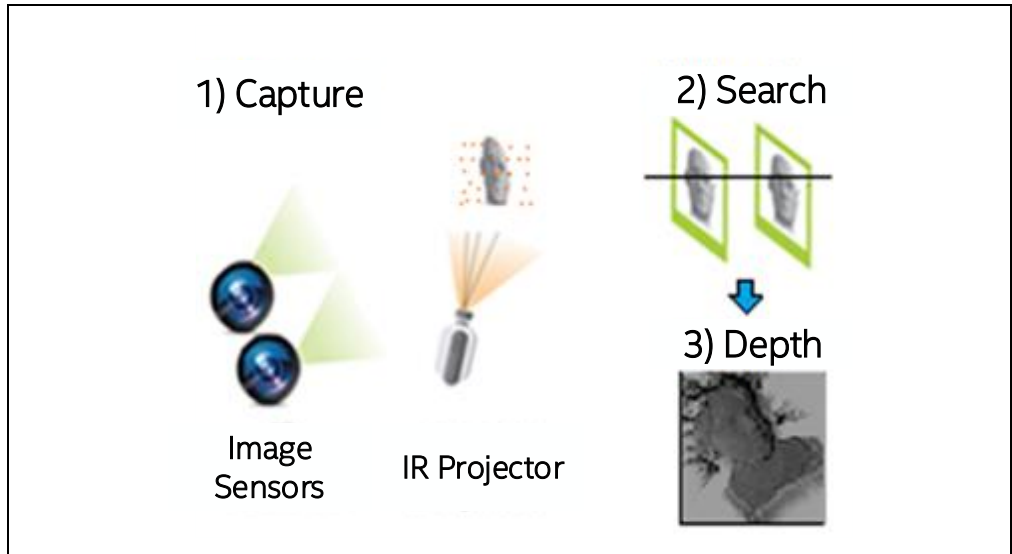 1) Capture
Image
Sensors
IR Projector
2) Search
3) Depth